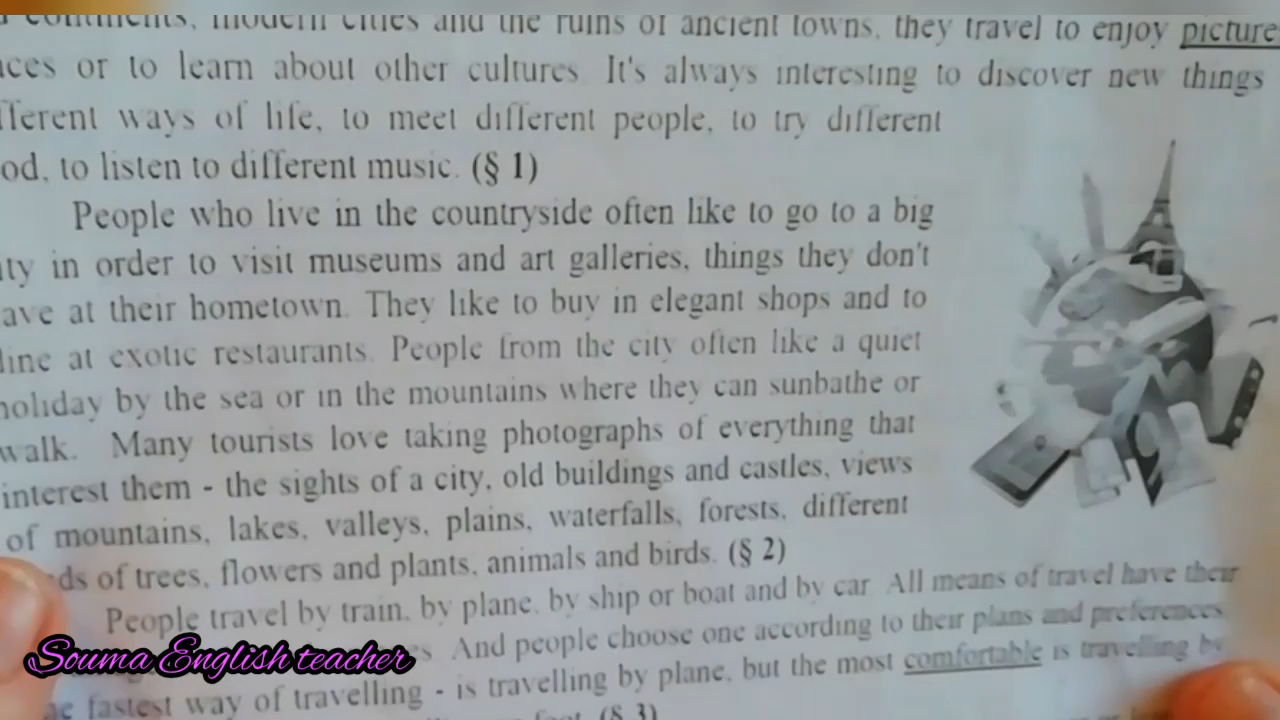 continents, modern cities and the ruins of ancient towns, they travel to enjoy picture
ces or to learn about other cultures. It's always interesting to discover new things
fferent ways of life, to meet different people, to try different
od, to listen to different music. (§ 1)
People who live in the countryside often like to go to a big
ty in order to visit museums and art galleries, things they don't
ave at their hometown. They like to buy in elegant shops and to
dine at exotic restaurants. People from the city often like a quiet
holiday by the sea or in the mountains where they can sunbathe or
walk. Many tourists love taking photographs of everything that
interest them - the sights of a city, old buildings and castles, views
of mountains, lakes, valleys, plains, waterfalls, forests, different
ds of trees, flowers and plants, animals and birds. (§ 2)
People travel by train, by plane, by ship or boat and by car. All means of travel have their
s. And people choose one according to their plans and preferences
fastest way of travelling - is travelling by plane, but the most comfortable is travelling by
foot. (§ 3)
Souma English teacher